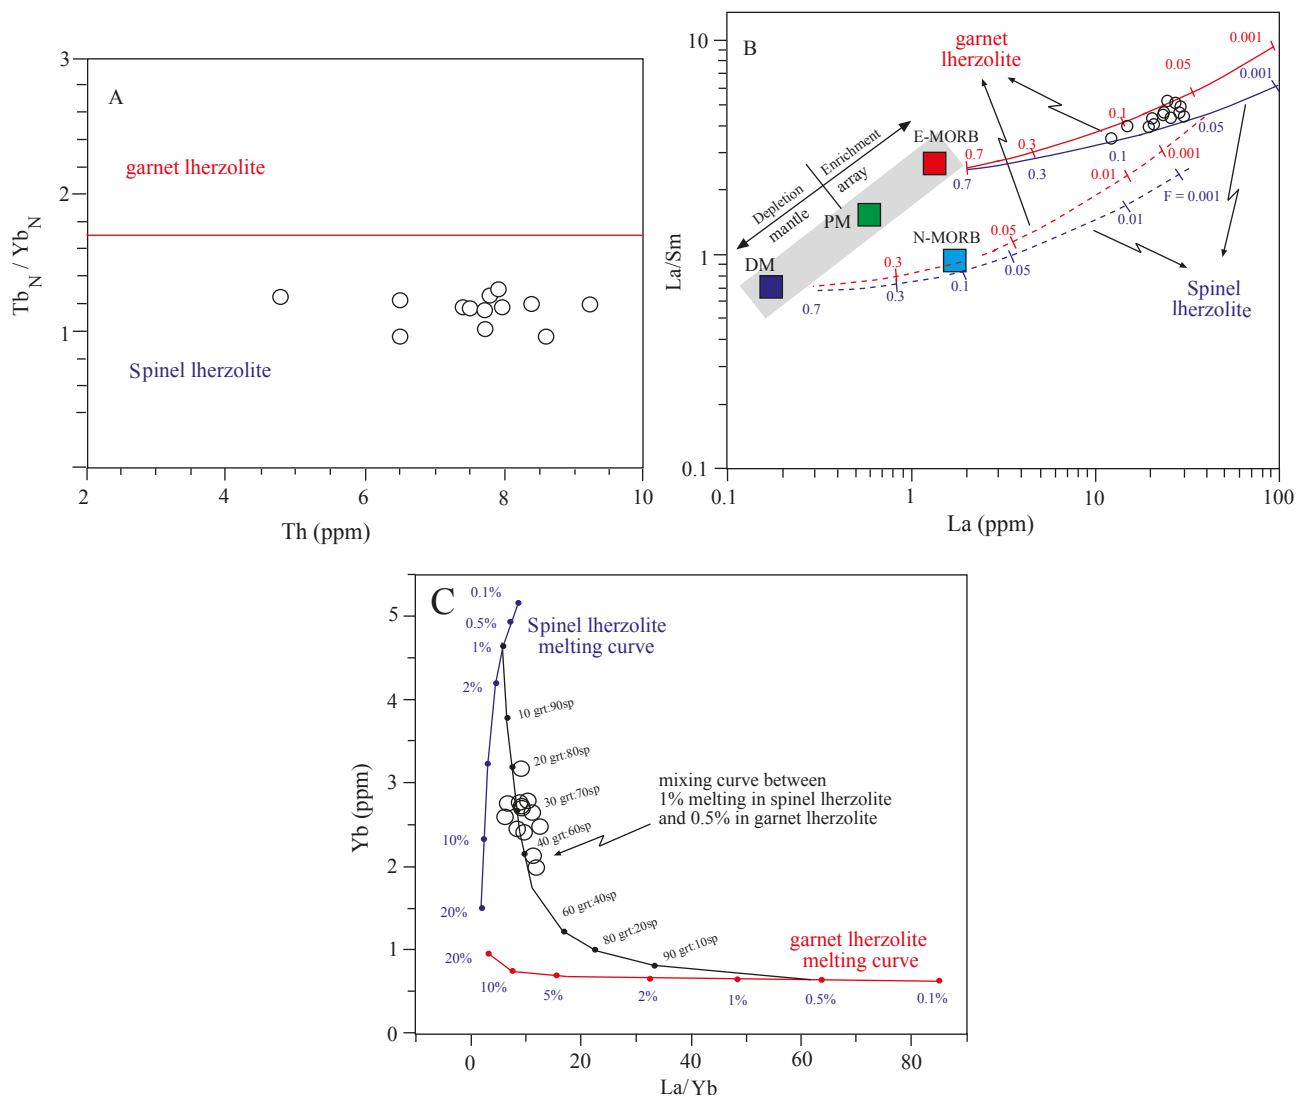 A
garnet lherzolite
Spinel lherzolite
3
2
1
Tb_N / Yb_N
2
4
6
8
10
Th (ppm)
B
10
1
0.1
La/Sm
garnet
lherzolite
0.001
0.05
0.001
0.1
0.05
E-MORB
Enrichment
array
Depletion
mantle
0.7
0.3
0.1
0.7
0.3
0.001
0.01
F = 0.001
PM
N-MORB
0.05
0.01
DM
0.3
0.05
0.1
0.3
0.7
Spinel
lherzolite
0.1
1
10
100
La (ppm)
C
5
4
3
2
1
0
Yb (ppm)
0.1%
0.5%
1%
2%
10%
20%
Spinel lherzolite
melting curve
10 grt:90sp
20 grt:80sp
30 grt:70sp
40 grt:60sp
60 grt:40sp
80 grt:20sp
90 grt:10sp
mixing curve between
1% melting in spinel lherzolite
and 0.5% in garnet lherzolite
garnet lherzolite
melting curve
20%
10%
5%
2%
1%
0.5%
0.1%
0
20
40
60
80
La/Yb